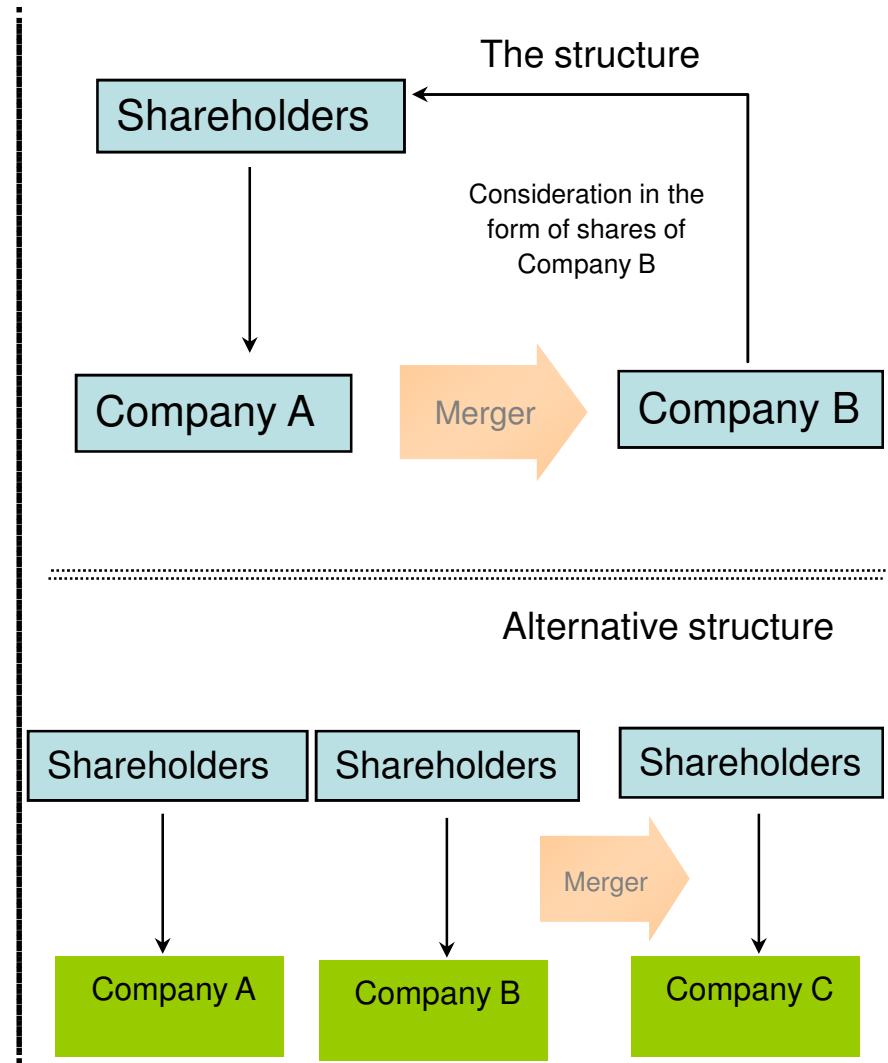 The structure
Shareholders
Consideration in the
form of shares of
Company B
Company A
Merger
Company B
Alternative structure
Shareholders
Shareholders
Shareholders
Merger
Company A
Company B
Company C